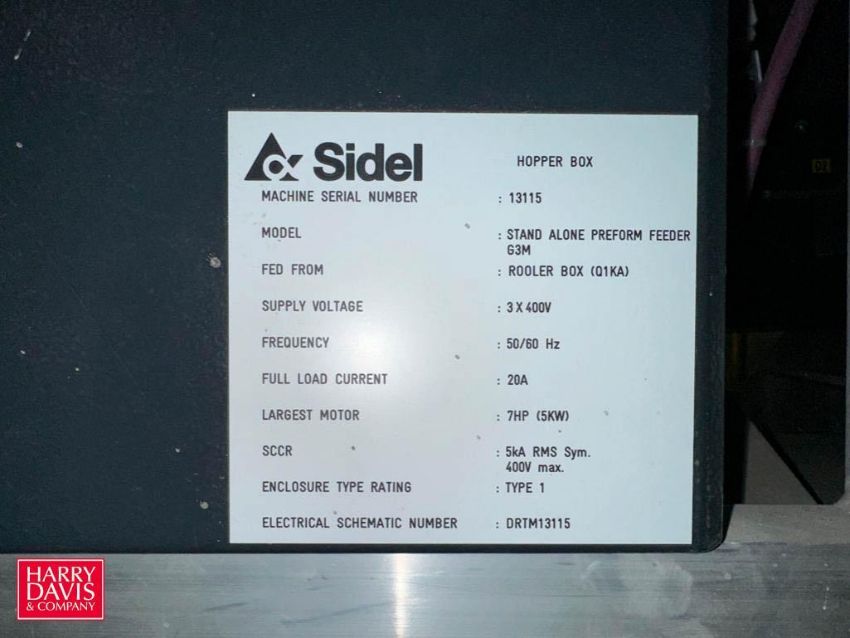 Sidel HOPPER BOX
MACHINE SERIAL NUMBER : 13115
MODEL : STAND ALONE PREFORM FEEDER
G3M
FED FROM : ROOLER BOX (Q1KA)
SUPPLY VOLTAGE : 3 X 400V
FREQUENCY : 50/60 Hz
FULL LOAD CURRENT : 20A
LARGEST MOTOR : 7HP (5KW)
SCCR : 5kA RMS Sym.
400V max.
ENCLOSURE TYPE RATING : TYPE 1
ELECTRICAL SCHEMATIC NUMBER : DRTM13115
HARRY
DAVIS
& COMPANY